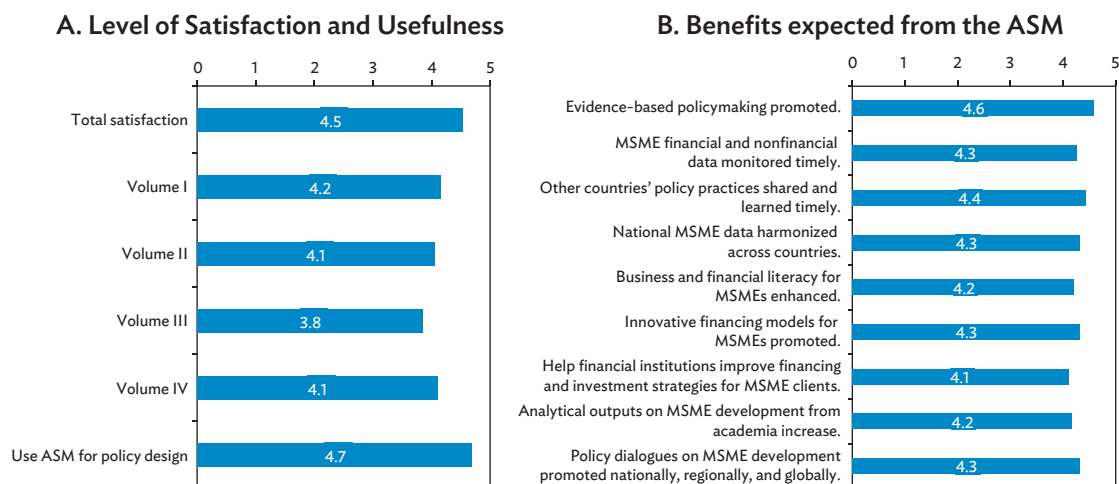 A. Level of Satisfaction and Usefulness
0 1 2 3 4 5
Total satisfaction 4.5
Volume I 4.2
Volume II 4.1
Volume III 3.8
Volume IV 4.1
Use ASM for policy design 4.7
B. Benefits expected from the ASM
0 1 2 3 4 5
Evidence-based policymaking promoted. 4.6
MSME financial and nonfinancial
data monitored timely. 4.3
Other countries' policy practices shared and
learned timely. 4.4
National MSME data harmonized
across countries. 4.3
Business and financial literacy for
MSMEs enhanced. 4.2
Innovative financing models for
MSMEs promoted. 4.3
Help financial institutions improve financing
and investment strategies for MSME clients. 4.1
Analytical outputs on MSME development from
academia increase. 4.2
Policy dialogues on MSME development
promoted nationally, regionally, and globally. 4.3